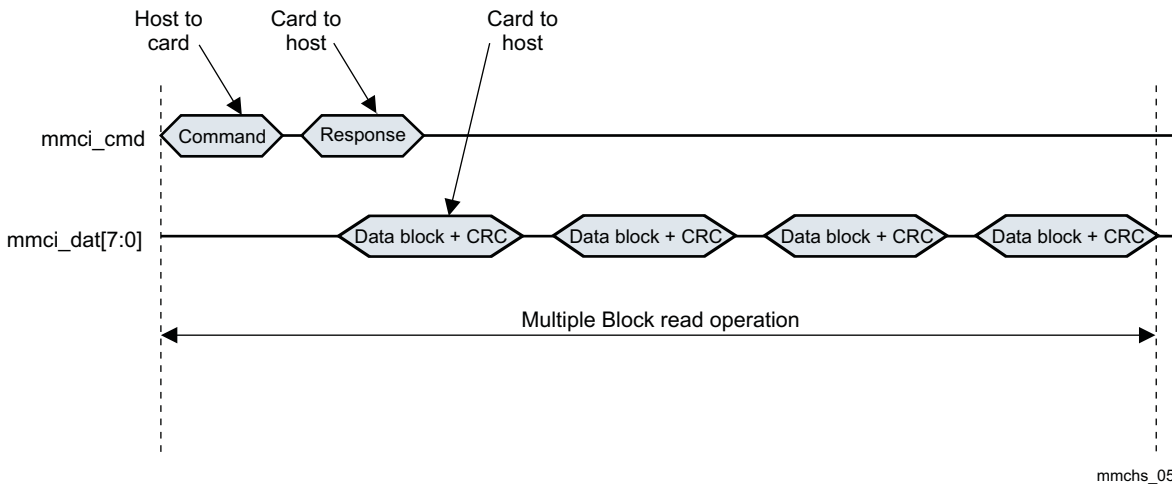 Host to
card
Card to
host
Card to
host
mmci_cmd
Command
Response
mmci_dat[7:0]
Data block + CRC
Data block + CRC
Data block + CRC
Data block + CRC
Multiple Block read operation
mmchs_05